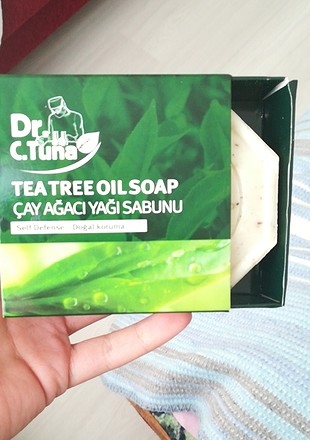 Dr.
C.Tuna
TEA TREE OIL SOAP
ÇAY AĞACI YAĞI SABUNU
Self Defense Doğal koruma